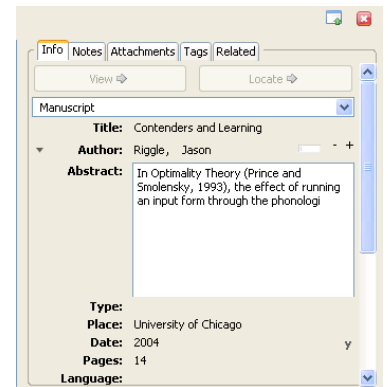 Info Notes Attachments Tags Related
View Locate
Manuscript
Title: Contenders and Learning
Author: Riggle, Jason - +
Abstract: In Optimality Theory (Prince and
Smolensky, 1993), the effect of running
an input form through the phonologi
Type:
Place: University of Chicago
Date: 2004 y
Pages: 14
Language: